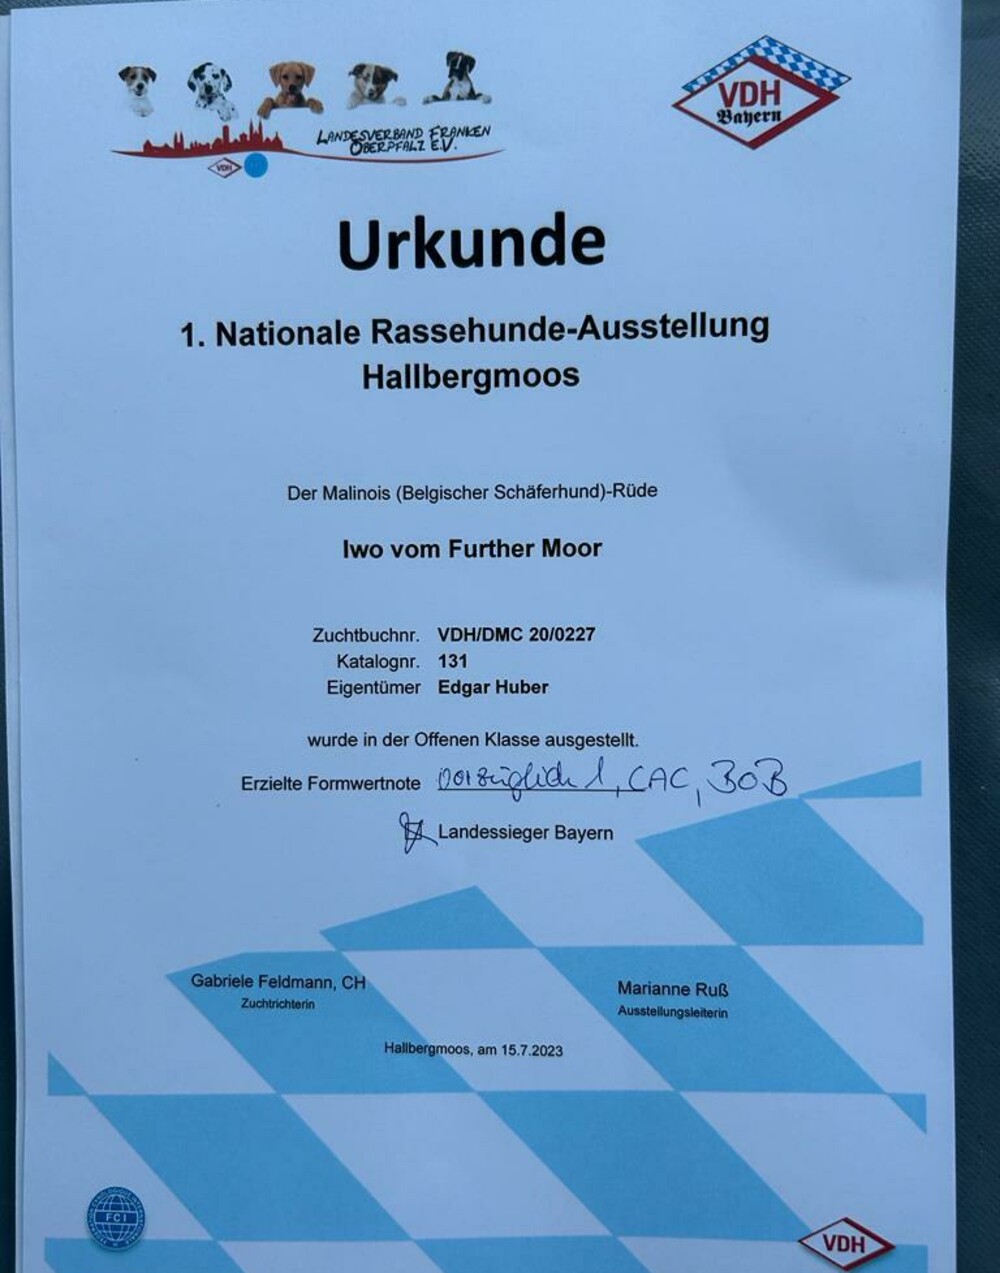 LANDESVERBAND FRANKEN
OBERPFALZ E.V.
VDH
VDH
Bayern
Urkunde
1. Nationale Rassehunde-Ausstellung
Hallbergmoos
Der Malinois (Belgischer Schäferhund)-Rüde
Iwo vom Further Moor
Zuchtbuchnr. VDH/DMC 20/0227
Katalognr. 131
Eigentümer Edgar Huber
wurde in der Offenen Klasse ausgestellt.
Erzielte Formwertnote vorzüglich 1, CAC, BOB
Landessieger Bayern
Gabriele Feldmann, CH
Zuchtrichterin
Marianne Ruß
Ausstellungsleiterin
Hallbergmoos, am 15.7.2023
FCI
VDH